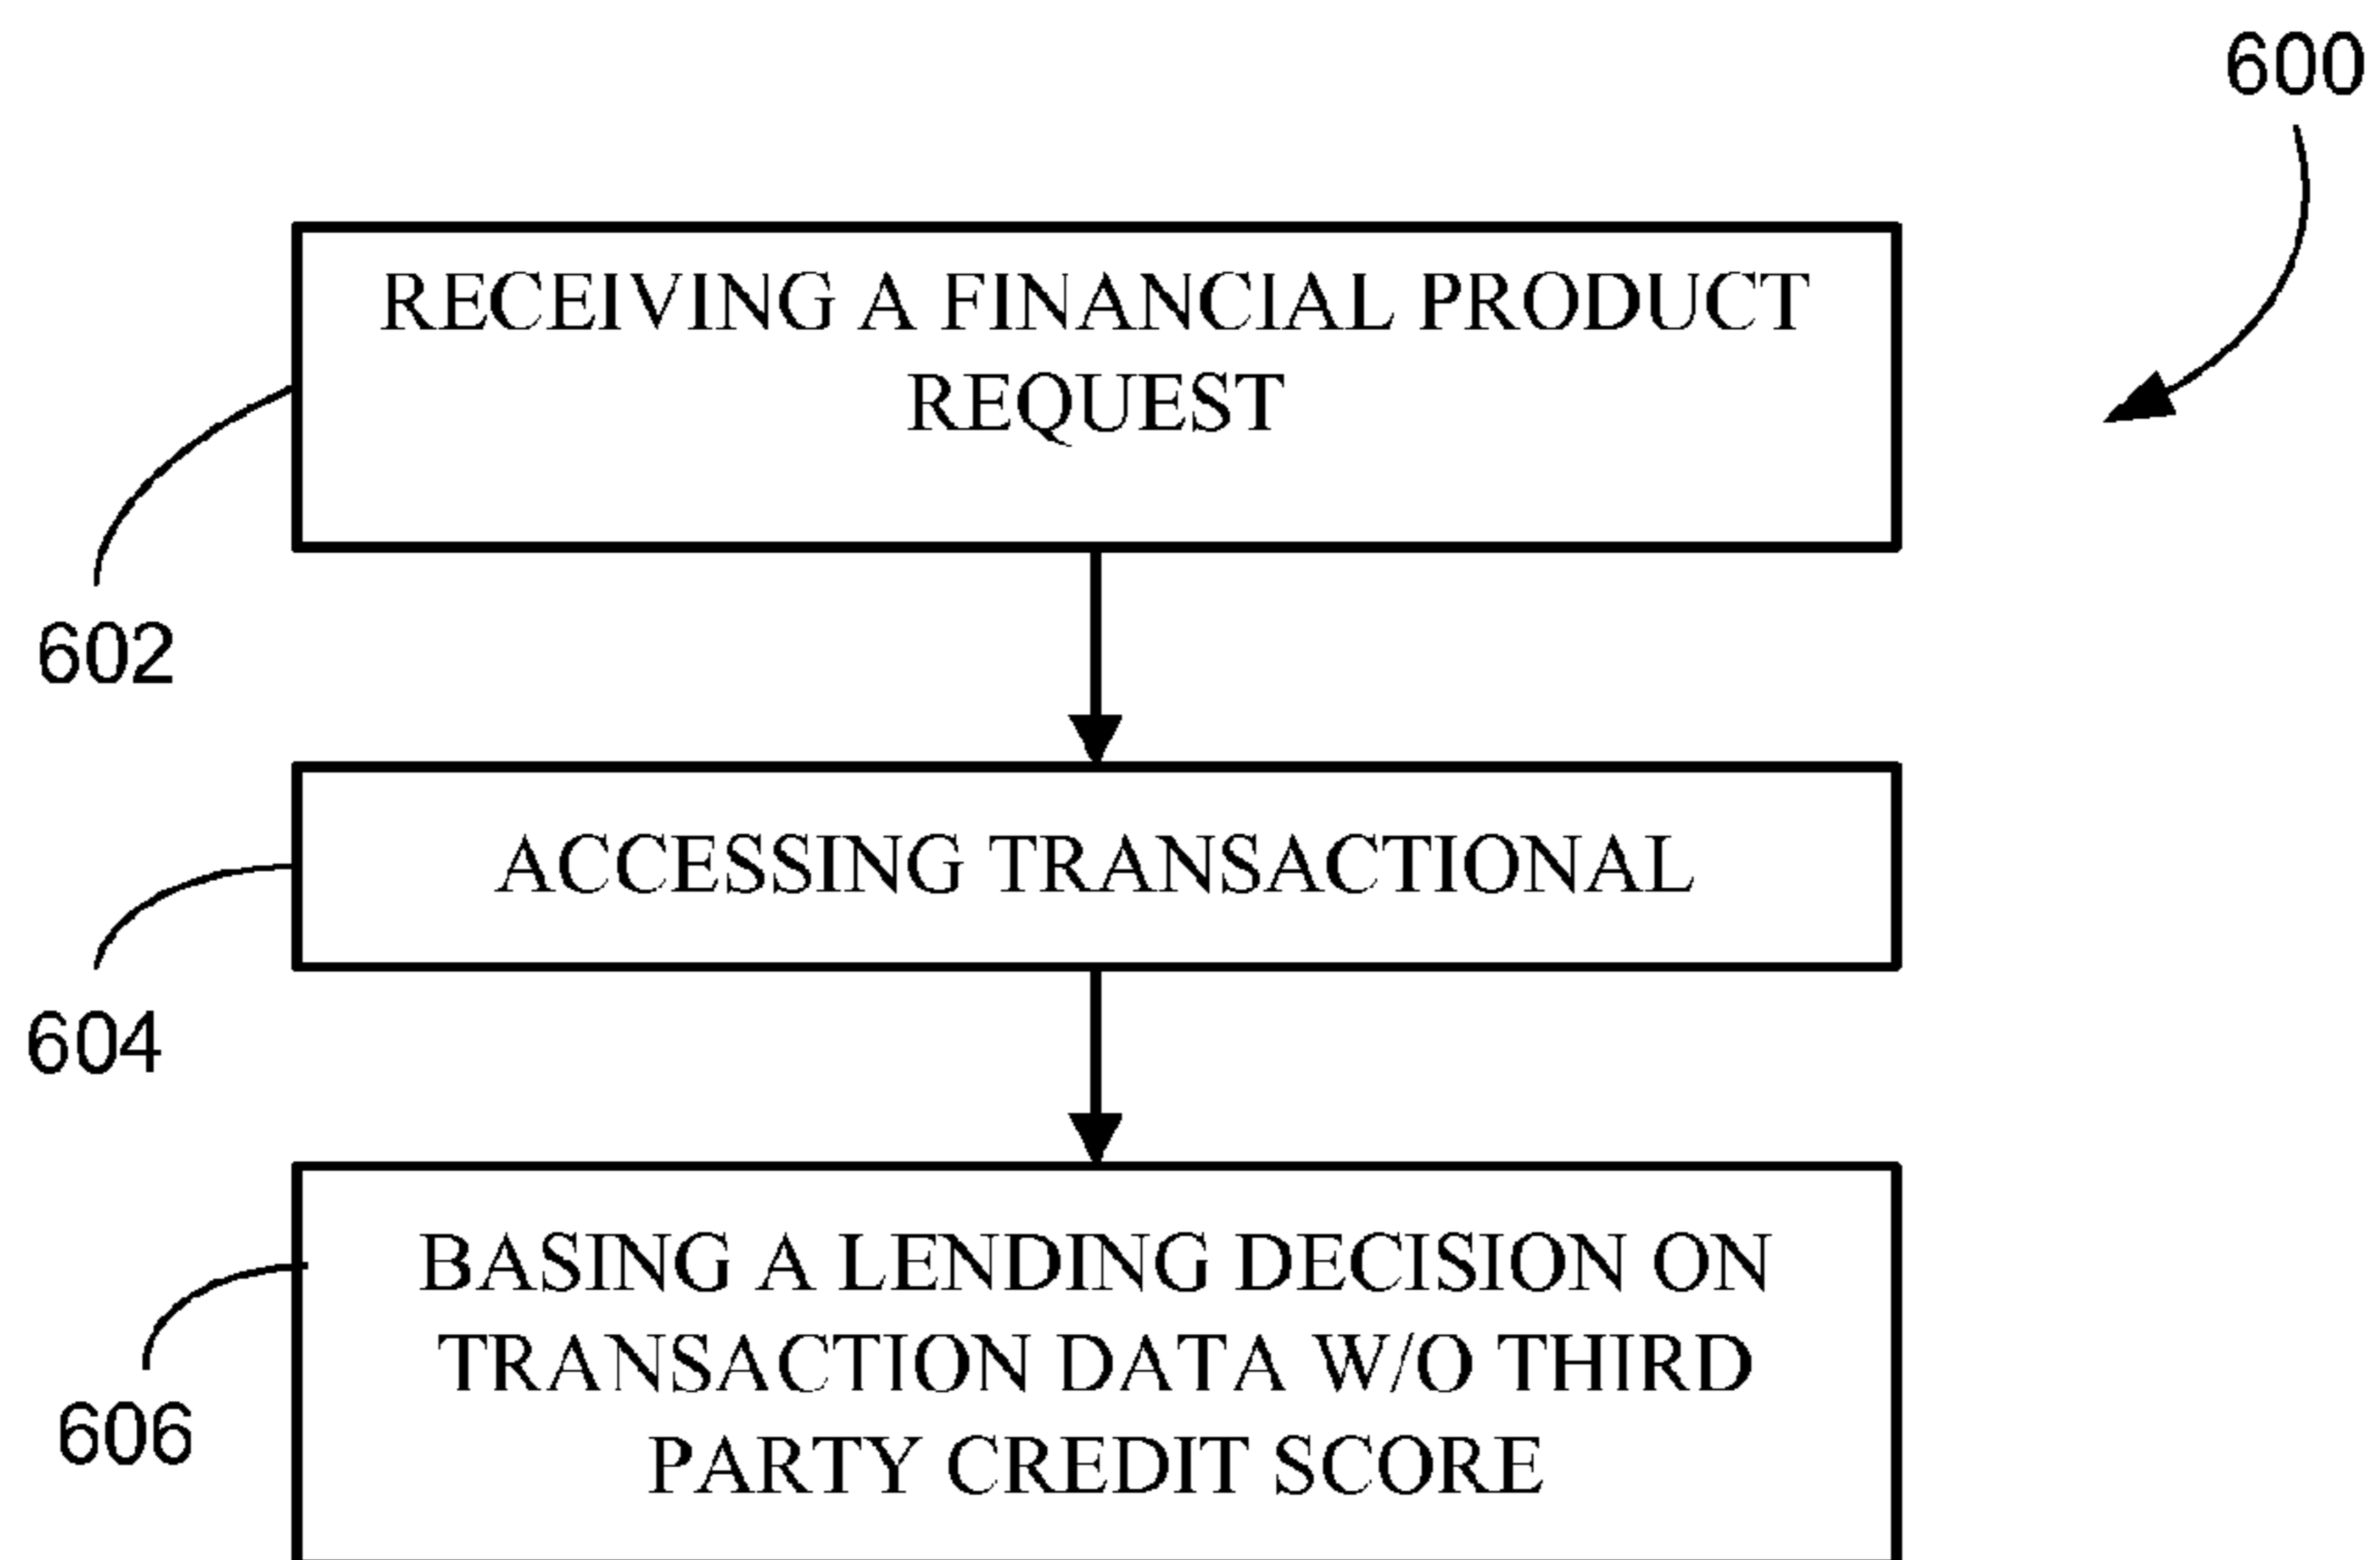 600
RECEIVING A FINANCIAL PRODUCT
REQUEST
602
ACCESSING TRANSACTIONAL
604
BASING A LENDING DECISION ON
TRANSACTION DATA W/O THIRD
PARTY CREDIT SCORE
606